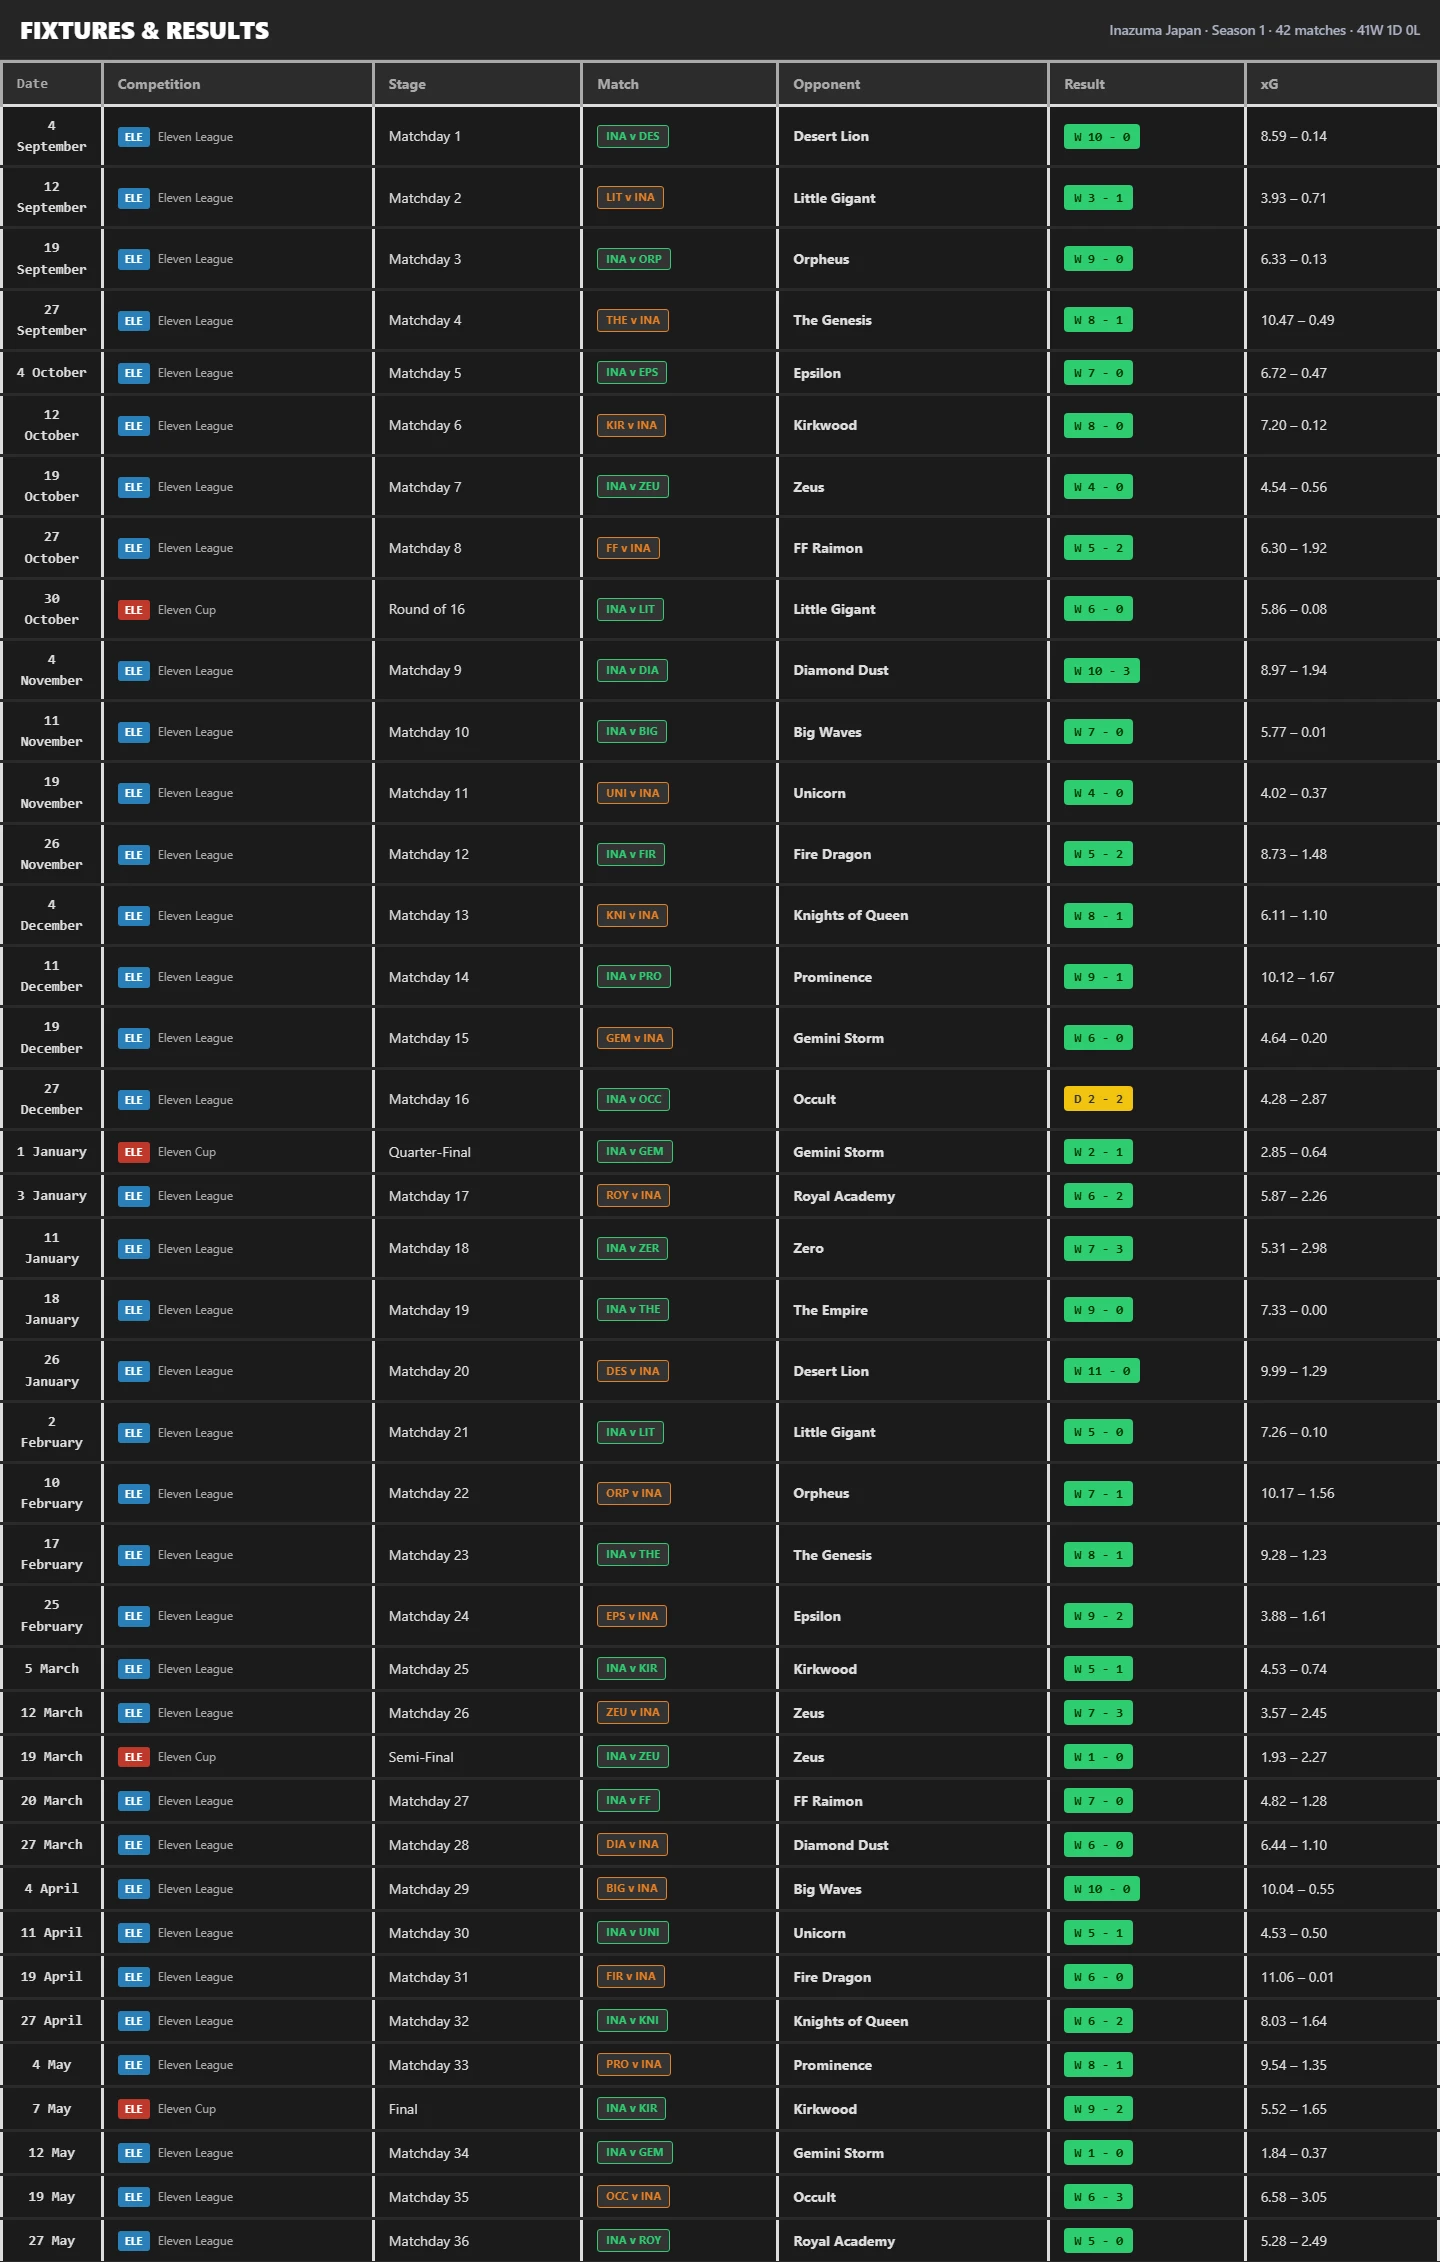 FIXTURES & RESULTS
Inazuma Japan · Season 1 · 42 matches · 41W 1D 0L
Date Competition Stage Match Opponent Result xG
4 September ELE Eleven League Matchday 1 INA v DES Desert Lion W 10 - 0 8.59 – 0.14
12 September ELE Eleven League Matchday 2 LIT v INA Little Gigant W 3 - 1 3.93 – 0.71
19 September ELE Eleven League Matchday 3 INA v ORP Orpheus W 9 - 0 6.33 – 0.13
27 September ELE Eleven League Matchday 4 THE v INA The Genesis W 8 - 1 10.47 – 0.49
4 October ELE Eleven League Matchday 5 INA v EPS Epsilon W 7 - 0 6.72 – 0.47
12 October ELE Eleven League Matchday 6 KIR v INA Kirkwood W 8 - 0 7.20 – 0.12
19 October ELE Eleven League Matchday 7 INA v ZEU Zeus W 4 - 0 4.54 – 0.56
27 October ELE Eleven League Matchday 8 FF v INA FF Raimon W 5 - 2 6.30 – 1.92
30 October ELE Eleven Cup Round of 16 INA v LIT Little Gigant W 6 - 0 5.86 – 0.08
4 November ELE Eleven League Matchday 9 INA v DIA Diamond Dust W 10 - 3 8.97 – 1.94
11 November ELE Eleven League Matchday 10 INA v BIG Big Waves W 7 - 0 5.77 – 0.01
19 November ELE Eleven League Matchday 11 UNI v INA Unicorn W 4 - 0 4.02 – 0.37
26 November ELE Eleven League Matchday 12 INA v FIR Fire Dragon W 5 - 2 8.73 – 1.48
4 December ELE Eleven League Matchday 13 KNI v INA Knights of Queen W 8 - 1 6.11 – 1.10
11 December ELE Eleven League Matchday 14 INA v PRO Prominence W 9 - 1 10.12 – 1.67
19 December ELE Eleven League Matchday 15 GEM v INA Gemini Storm W 6 - 0 4.64 – 0.20
27 December ELE Eleven League Matchday 16 INA v OCC Occult D 2 - 2 4.28 – 2.87
1 January ELE Eleven Cup Quarter-Final INA v GEM Gemini Storm W 2 - 1 2.85 – 0.64
3 January ELE Eleven League Matchday 17 ROY v INA Royal Academy W 6 - 2 5.87 – 2.26
11 January ELE Eleven League Matchday 18 INA v ZER Zero W 7 - 3 5.31 – 2.98
18 January ELE Eleven League Matchday 19 INA v THE The Empire W 9 - 0 7.33 – 0.00
26 January ELE Eleven League Matchday 20 DES v INA Desert Lion W 11 - 0 9.99 – 1.29
2 February ELE Eleven League Matchday 21 INA v LIT Little Gigant W 5 - 0 7.26 – 0.10
10 February ELE Eleven League Matchday 22 ORP v INA Orpheus W 7 - 1 10.17 – 1.56
17 February ELE Eleven League Matchday 23 INA v THE The Genesis W 8 - 1 9.28 – 1.23
25 February ELE Eleven League Matchday 24 EPS v INA Epsilon W 9 - 2 3.88 – 1.61
5 March ELE Eleven League Matchday 25 INA v KIR Kirkwood W 5 - 1 4.53 – 0.74
12 March ELE Eleven League Matchday 26 ZEU v INA Zeus W 7 - 3 3.57 – 2.45
19 March ELE Eleven Cup Semi-Final INA v ZEU Zeus W 1 - 0 1.93 – 2.27
20 March ELE Eleven League Matchday 27 INA v FF FF Raimon W 7 - 0 4.82 – 1.28
27 March ELE Eleven League Matchday 28 DIA v INA Diamond Dust W 6 - 0 6.44 – 1.10
4 April ELE Eleven League Matchday 29 BIG v INA Big Waves W 10 - 0 10.04 – 0.55
11 April ELE Eleven League Matchday 30 INA v UNI Unicorn W 5 - 1 4.53 – 0.50
19 April ELE Eleven League Matchday 31 FIR v INA Fire Dragon W 6 - 0 11.06 – 0.01
27 April ELE Eleven League Matchday 32 INA v KNI Knights of Queen W 6 - 2 8.03 – 1.64
4 May ELE Eleven League Matchday 33 PRO v INA Prominence W 8 - 1 9.54 – 1.35
7 May ELE Eleven Cup Final INA v KIR Kirkwood W 9 - 2 5.52 – 1.65
12 May ELE Eleven League Matchday 34 INA v GEM Gemini Storm W 1 - 0 1.84 – 0.37
19 May ELE Eleven League Matchday 35 OCC v INA Occult W 6 - 3 6.58 – 3.05
27 May ELE Eleven League Matchday 36 INA v ROY Royal Academy W 5 - 0 5.28 – 2.49